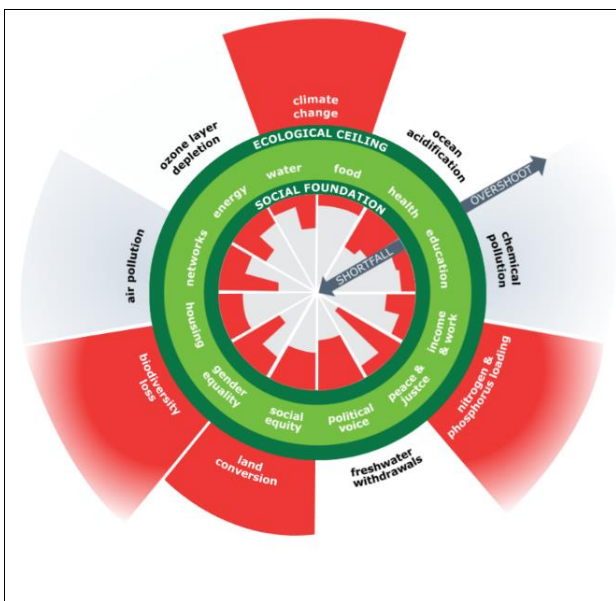 climate
change
ozone layer
depletion
ocean
acidification
ECOLOGICAL CEILING
OVERSHOOT
water
food
energy
health
SOCIAL FOUNDATION
SHORTFALL
networks
education
air pollution
chemical
pollution
housing
income
& work
biodiversity
loss
nitrogen &
phosphorus loading
gender
equality
peace &
justce
social
equity
political
voice
land
conversion
freshwater
withdrawals